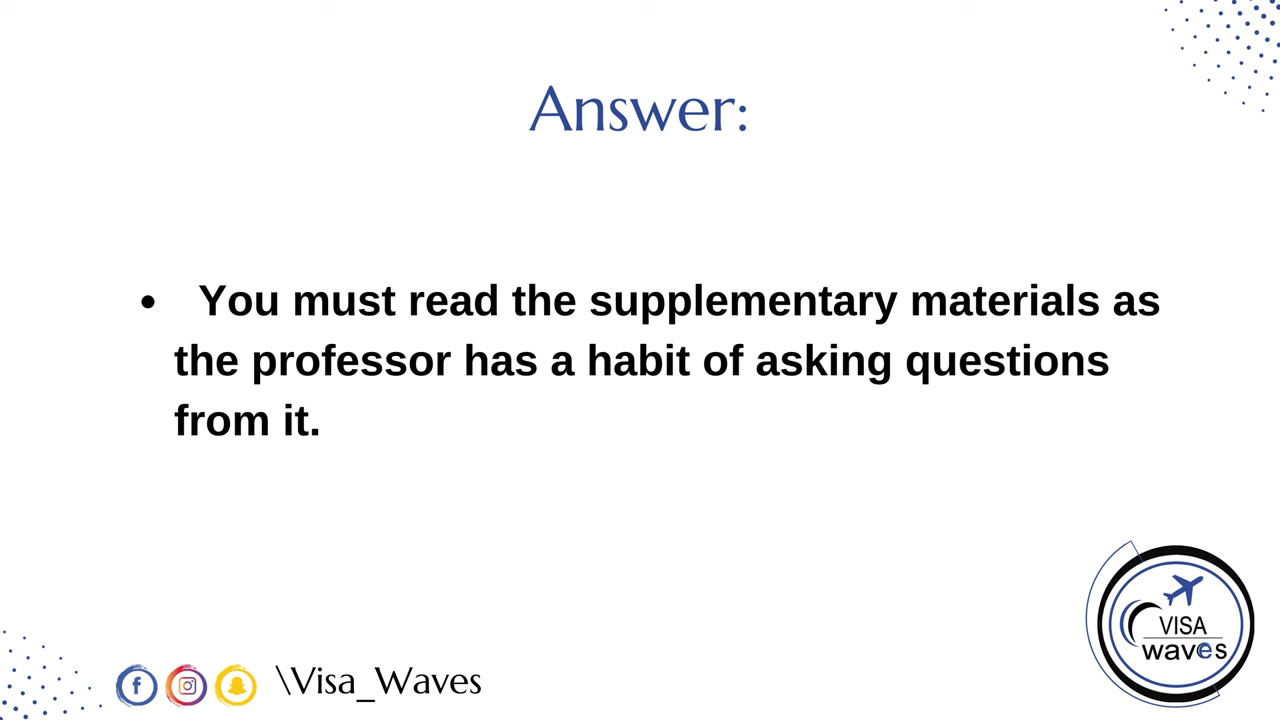 Answer:
• You must read the supplementary materials as
the professor has a habit of asking questions
from it.
VISA
waves
\Visa_Waves